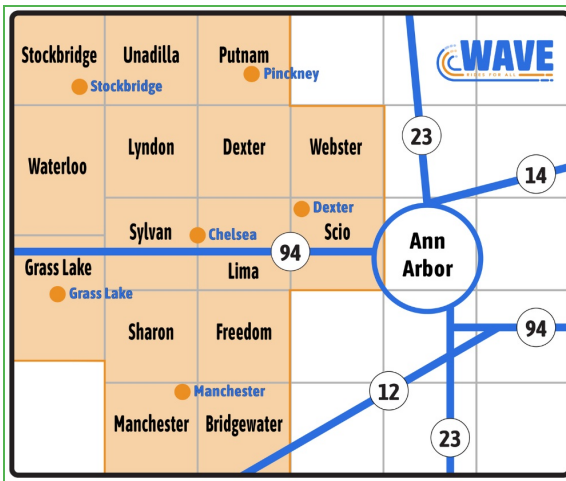 Stockbridge
Unadilla
Putnam
Stockbridge
Pinckney
WAVE
RIDES FOR ALL
23
14
Waterloo
Lyndon
Dexter
Webster
Dexter
Sylvan
Chelsea
Scio
94
Ann
Arbor
Grass Lake
Lima
Grass Lake
Sharon
Freedom
94
Manchester
12
Manchester
Bridgewater
23